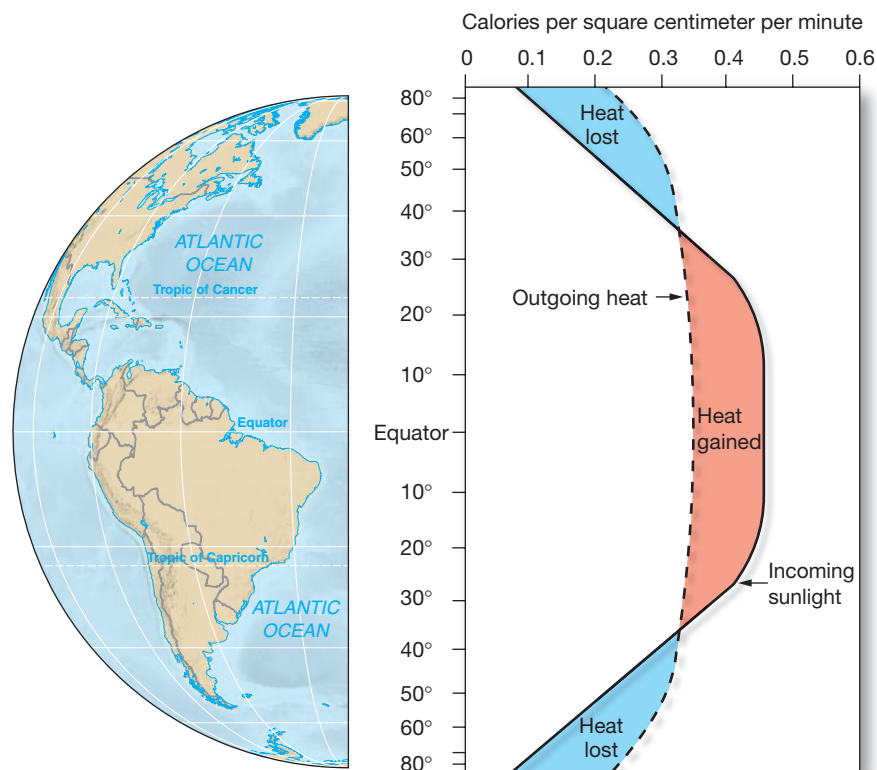 Calories per square centimeter per minute
0 0.1 0.2 0.3 0.4 0.5 0.6
80°
60°
50°
40°
30°
20°
10°
Equator
10°
20°
30°
40°
50°
60°
80°
Heat
lost
Outgoing heat
Heat
gained
Incoming
sunlight
Heat
lost
ATLANTIC
OCEAN
Tropic of Cancer
Equator
Tropic of Capricorn
ATLANTIC
OCEAN